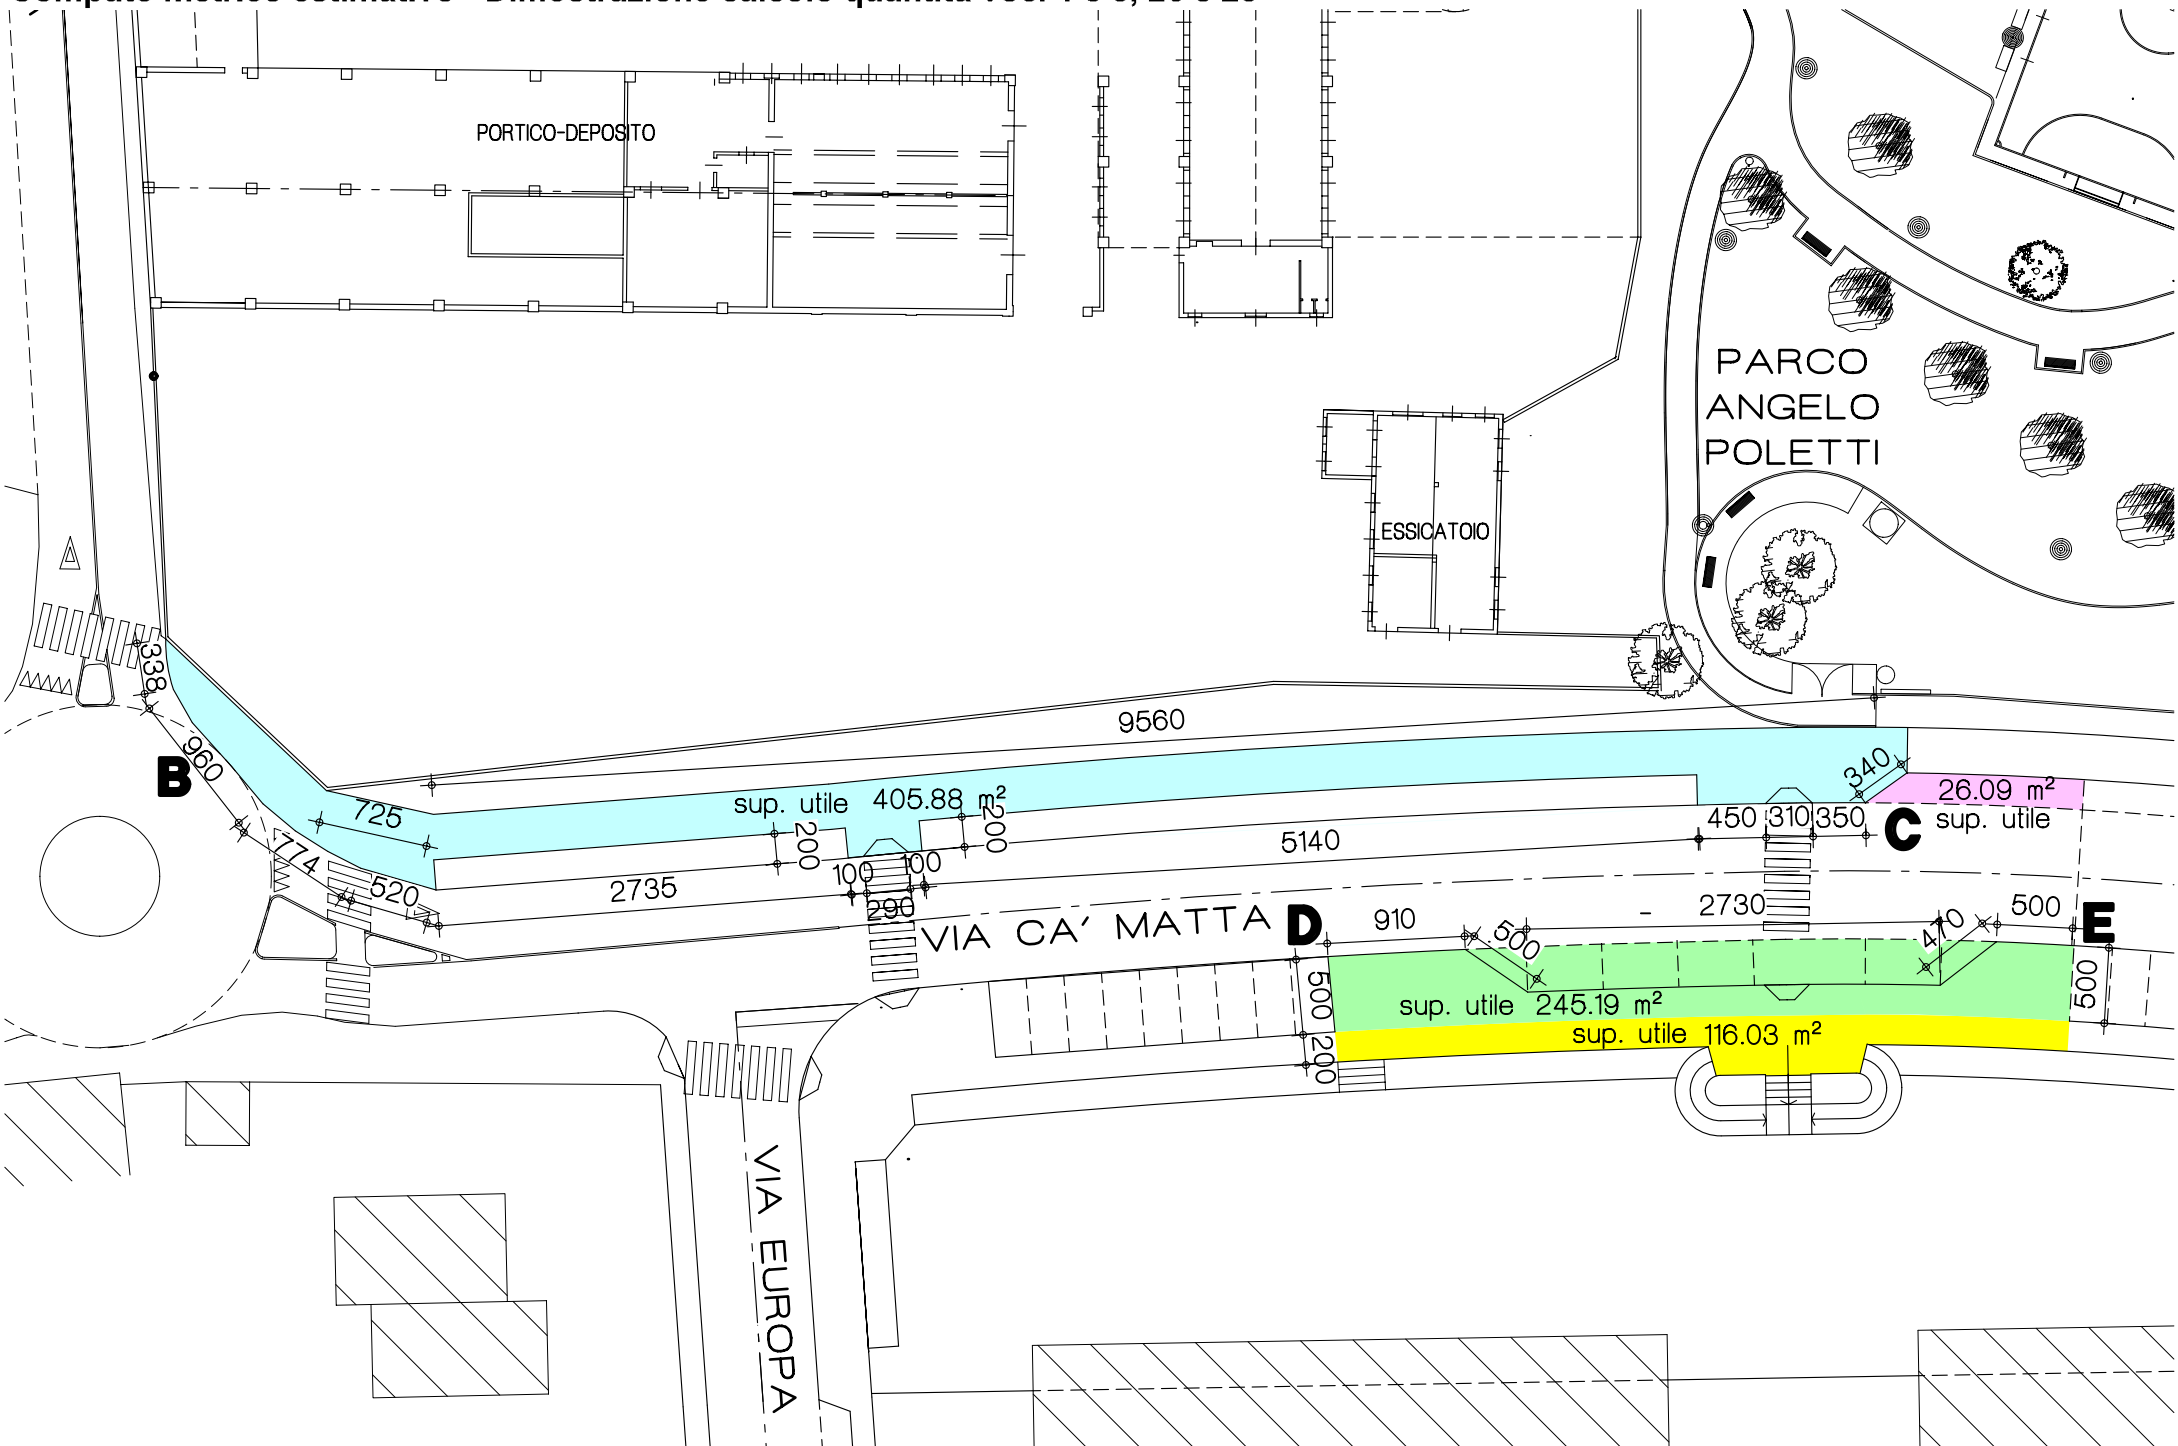 PORTICO-DEPOSITO
PARCO
ANGELO
POLETTI
ESSICATOIO
338
960
B
725
774
520
9560
sup. utile 405.88 m²
200
200
2735
100
100
290
5140
340
26.09 m²
sup. utile
450
310
350
C
VIA CA' MATTA
D
910
500
2730
470
500
E
500
500
200
sup. utile 245.19 m²
sup. utile 116.03 m²
VIA EUROPA